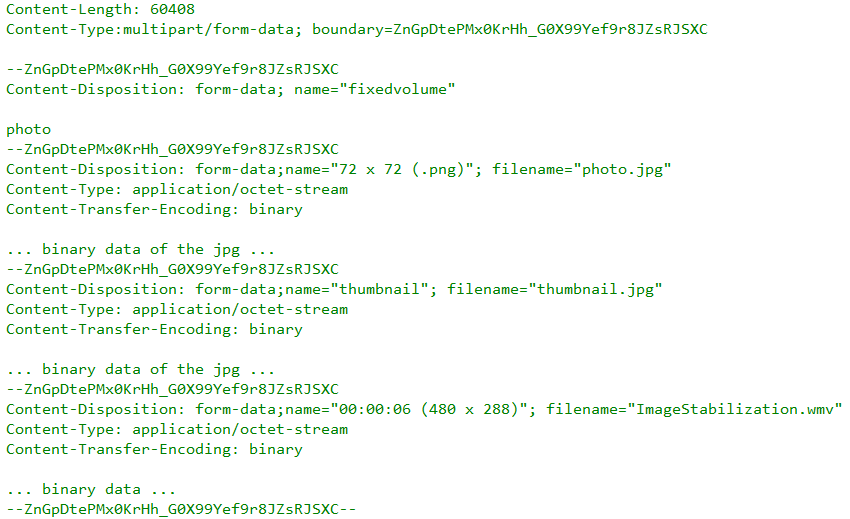 Content-Length: 60408
Content-Type:multipart/form-data; boundary=ZnGpDtePMx0KrHh_G0X99Yef9r8JZsRJSXC
--ZnGpDtePMx0KrHh_G0X99Yef9r8JZsRJSXC
Content-Disposition: form-data; name="fixedvolume"
photo
--ZnGpDtePMx0KrHh_G0X99Yef9r8JZsRJSXC
Content-Disposition: form-data;name="72 x 72 (.png)"; filename="photo.jpg"
Content-Type: application/octet-stream
Content-Transfer-Encoding: binary
... binary data of the jpg ...
--ZnGpDtePMx0KrHh_G0X99Yef9r8JZsRJSXC
Content-Disposition: form-data;name="thumbnail"; filename="thumbnail.jpg"
Content-Type: application/octet-stream
Content-Transfer-Encoding: binary
... binary data of the jpg ...
--ZnGpDtePMx0KrHh_G0X99Yef9r8JZsRJSXC
Content-Disposition: form-data;name="00:00:06 (480 x 288)"; filename="ImageStabilization.wmv"
Content-Type: application/octet-stream
Content-Transfer-Encoding: binary
... binary data ...
--ZnGpDtePMx0KrHh_G0X99Yef9r8JZsRJSXC--